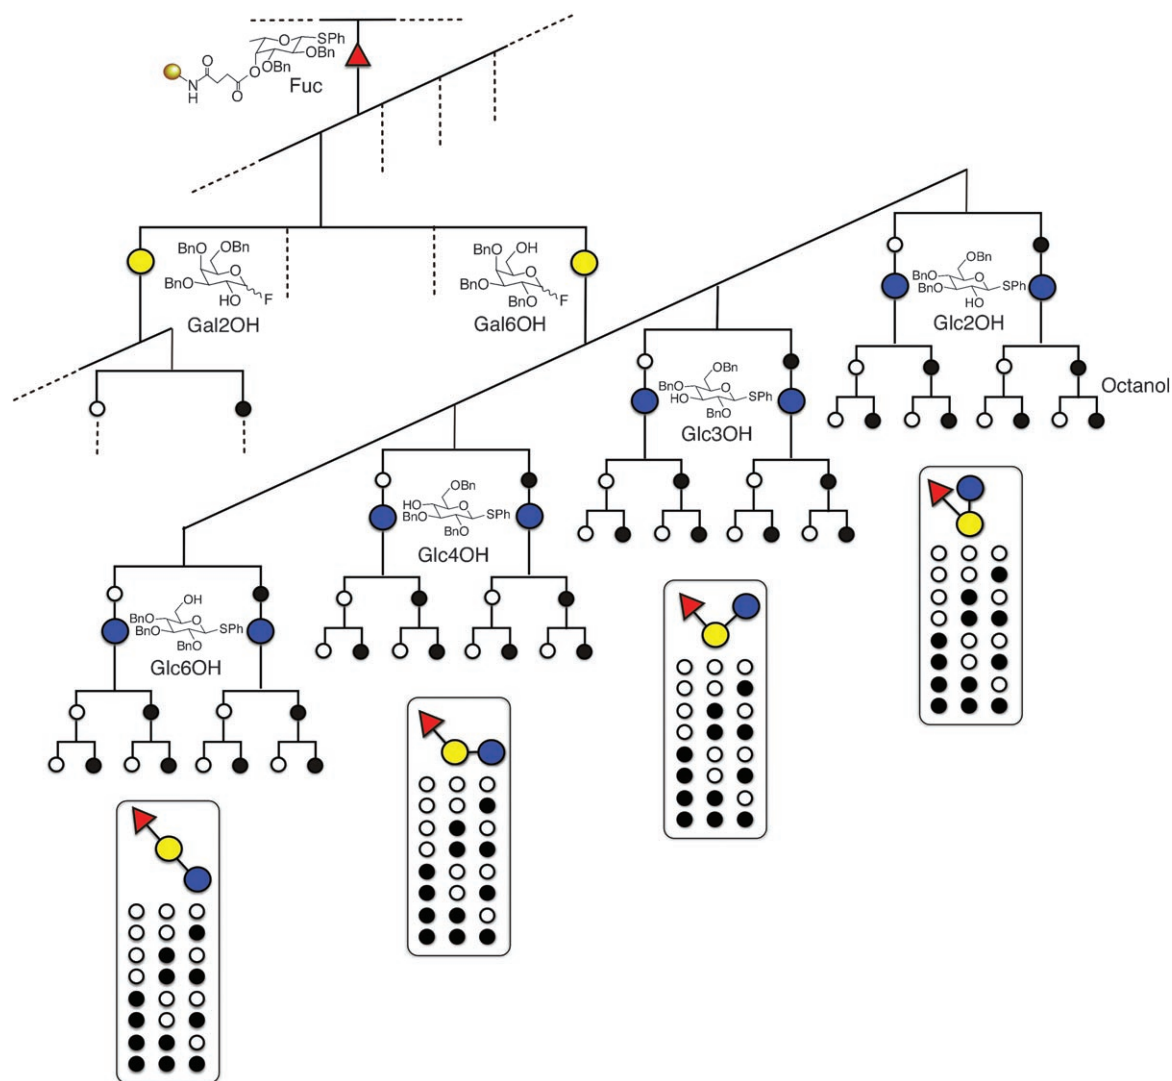 SPh
O
OBn
OBn
O
O
O
N
H
Fuc
BnO
OBn
O
BnO
HO
F
Gal2OH
BnO
OH
O
BnO
BnO
F
Gal6OH
OBn
BnO
O
BnO
SPh
OH
Glc2OH
Octanol
OBn
BnO
O
HO
SPh
BnO
Glc3OH
OBn
HO
O
BnO
SPh
BnO
Glc4OH
OH
BnO
O
BnO
SPh
BnO
Glc6OH